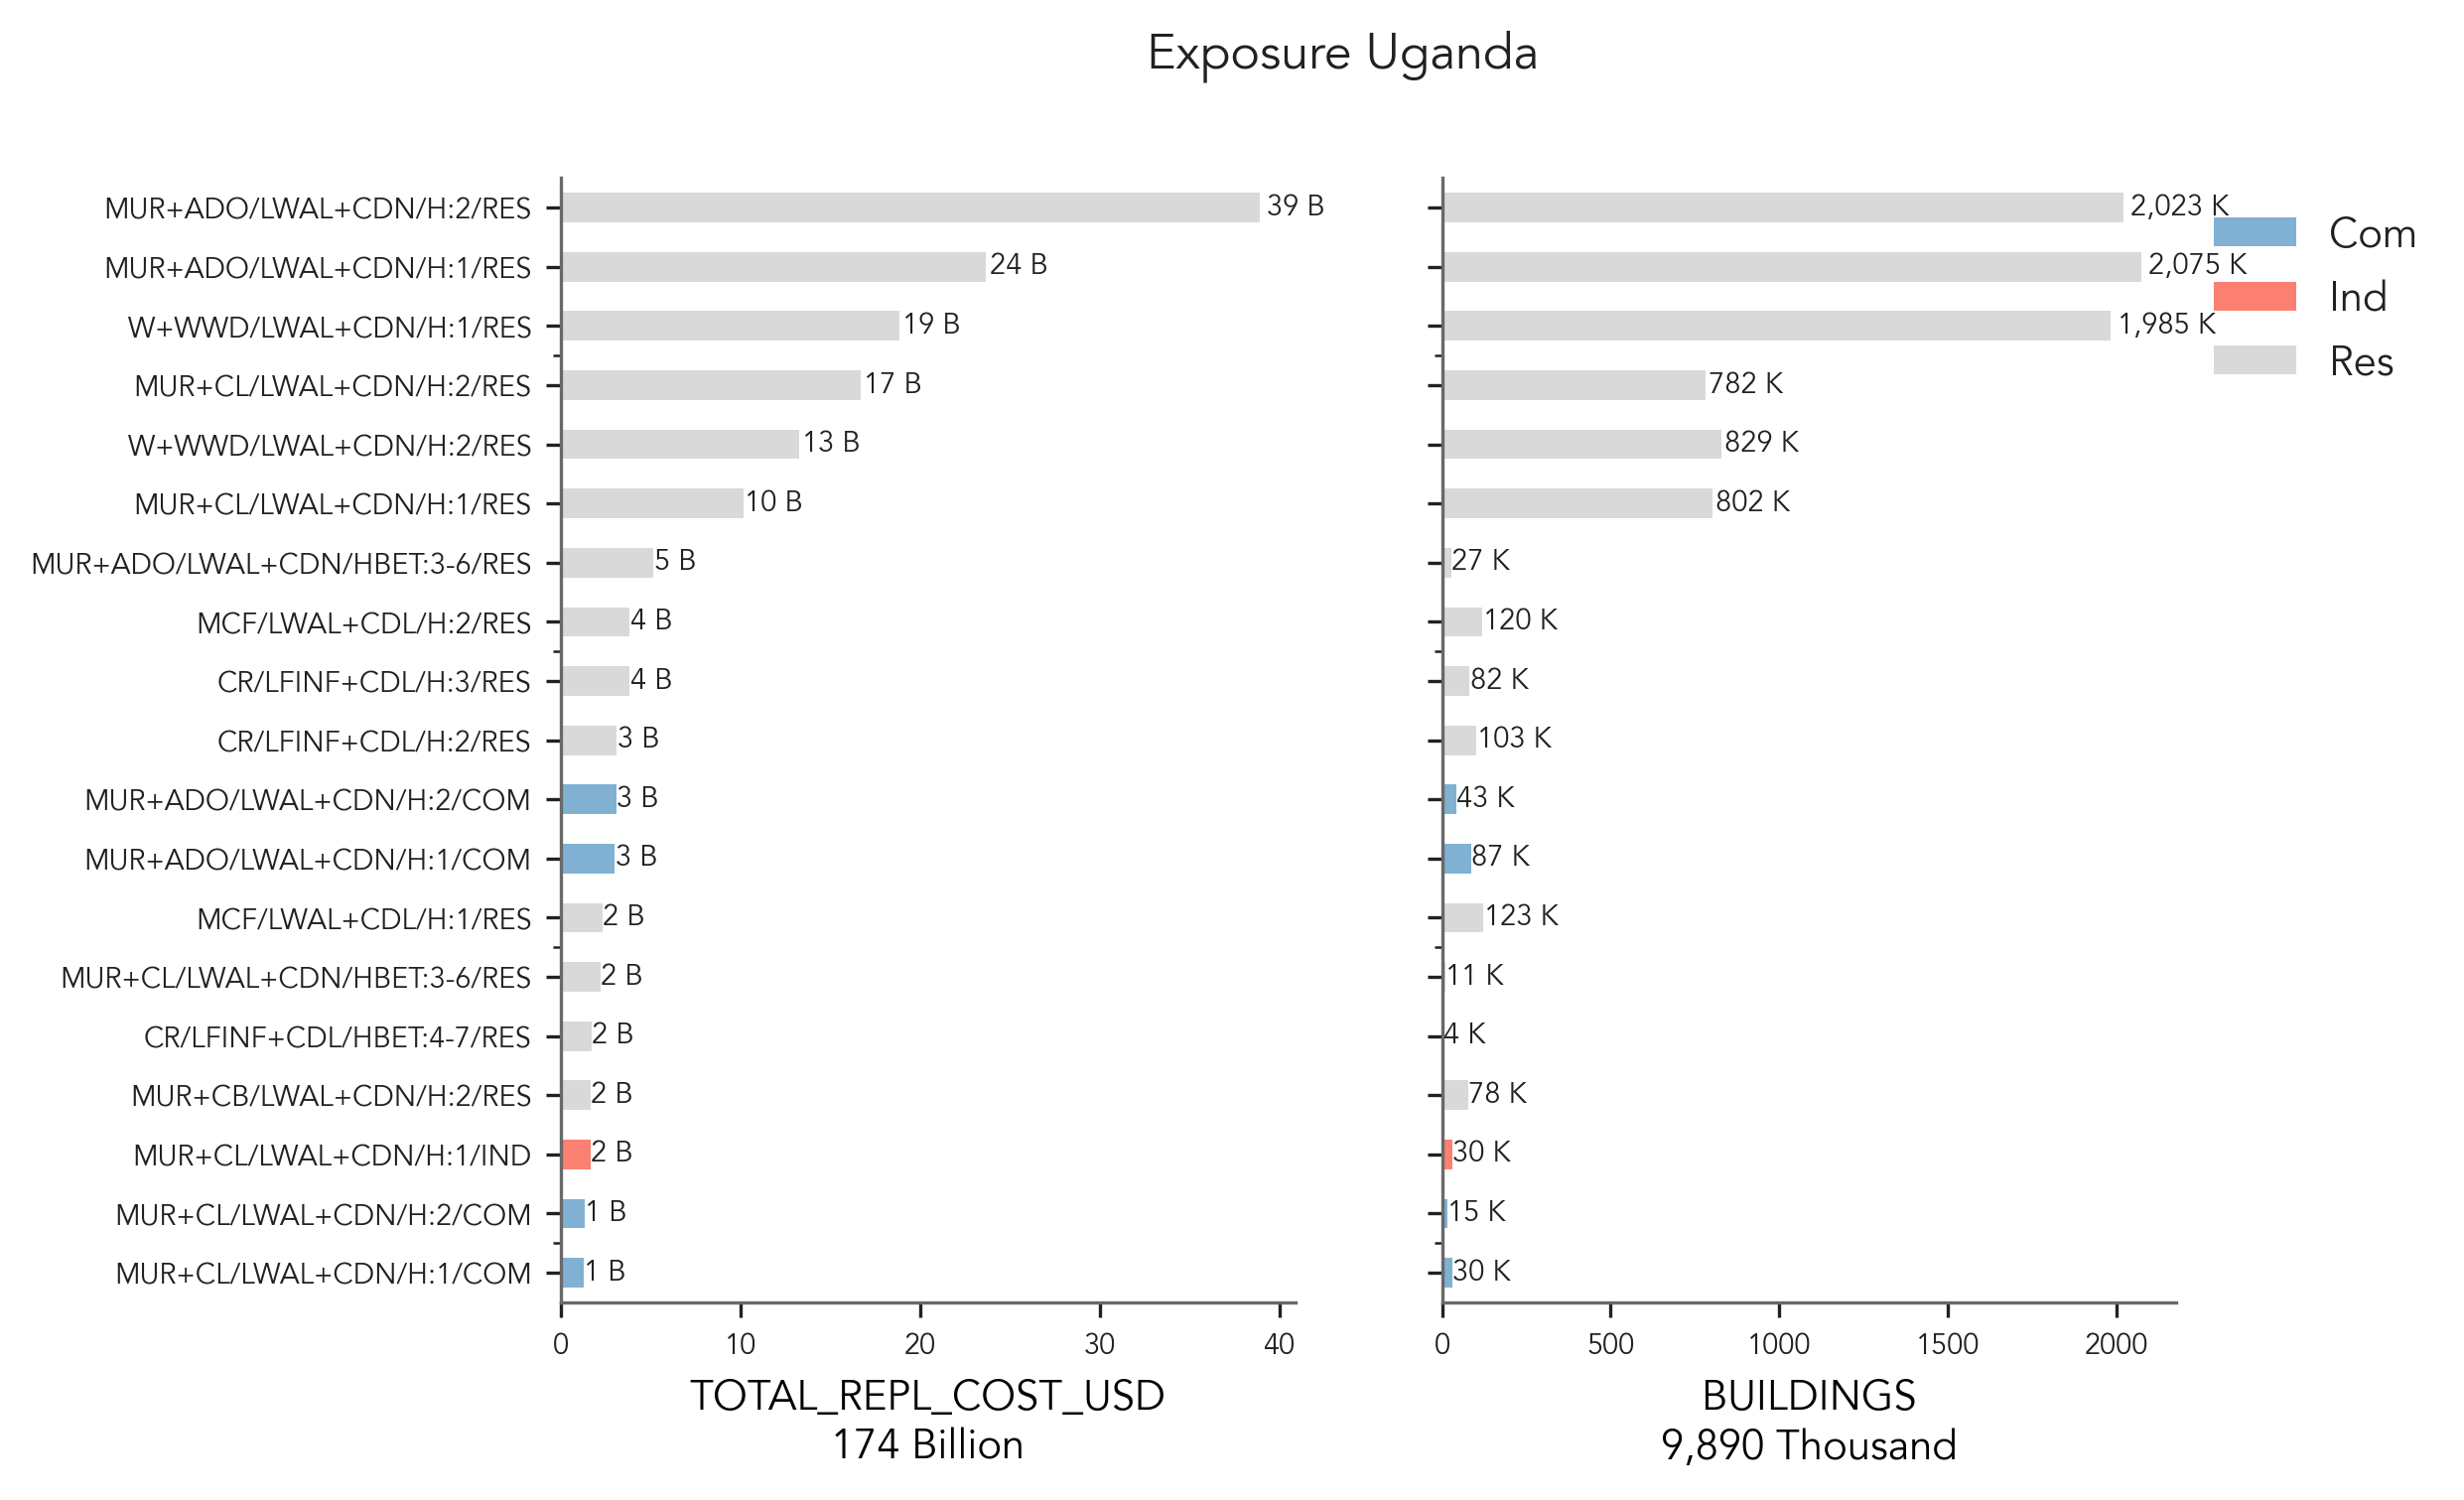 Exposure Uganda
MUR+ADO/LWAL+CDN/H:2/RES 39 B 2,023 K
MUR+ADO/LWAL+CDN/H:1/RES 24 B 2,075 K
W+WWD/LWAL+CDN/H:1/RES 19 B 1,985 K
MUR+CL/LWAL+CDN/H:2/RES 17 B 782 K
W+WWD/LWAL+CDN/H:2/RES 13 B 829 K
MUR+CL/LWAL+CDN/H:1/RES 10 B 802 K
MUR+ADO/LWAL+CDN/HBET:3-6/RES 5 B 27 K
MCF/LWAL+CDL/H:2/RES 4 B 120 K
CR/LFINF+CDL/H:3/RES 4 B 82 K
CR/LFINF+CDL/H:2/RES 3 B 103 K
MUR+ADO/LWAL+CDN/H:2/COM 3 B 43 K
MUR+ADO/LWAL+CDN/H:1/COM 3 B 87 K
MCF/LWAL+CDL/H:1/RES 2 B 123 K
MUR+CL/LWAL+CDN/HBET:3-6/RES 2 B 11 K
CR/LFINF+CDL/HBET:4-7/RES 2 B 4 K
MUR+CB/LWAL+CDN/H:2/RES 2 B 78 K
MUR+CL/LWAL+CDN/H:1/IND 2 B 30 K
MUR+CL/LWAL+CDN/H:2/COM 1 B 15 K
MUR+CL/LWAL+CDN/H:1/COM 1 B 30 K
0 10 20 30 40
TOTAL_REPL_COST_USD
174 Billion
0 500 1000 1500 2000
BUILDINGS
9,890 Thousand
Com
Ind
Res